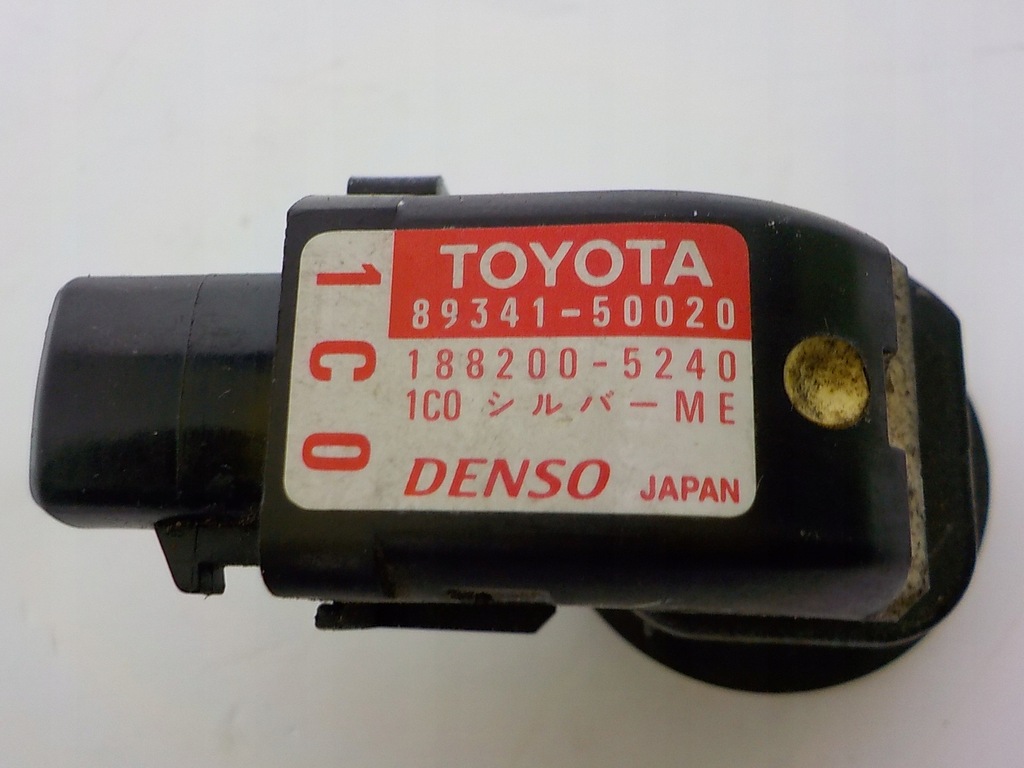 TOYOTA
89341-50020
188200-5240
1C0 シルバーME
DENSO JAPAN
1C0